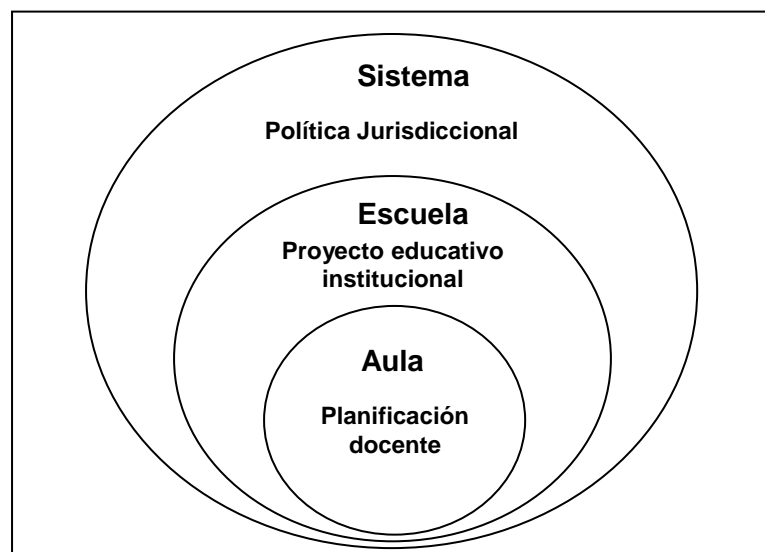 Sistema
Política Jurisdiccional
Escuela
Proyecto educativo
institucional
Aula
Planificación
docente